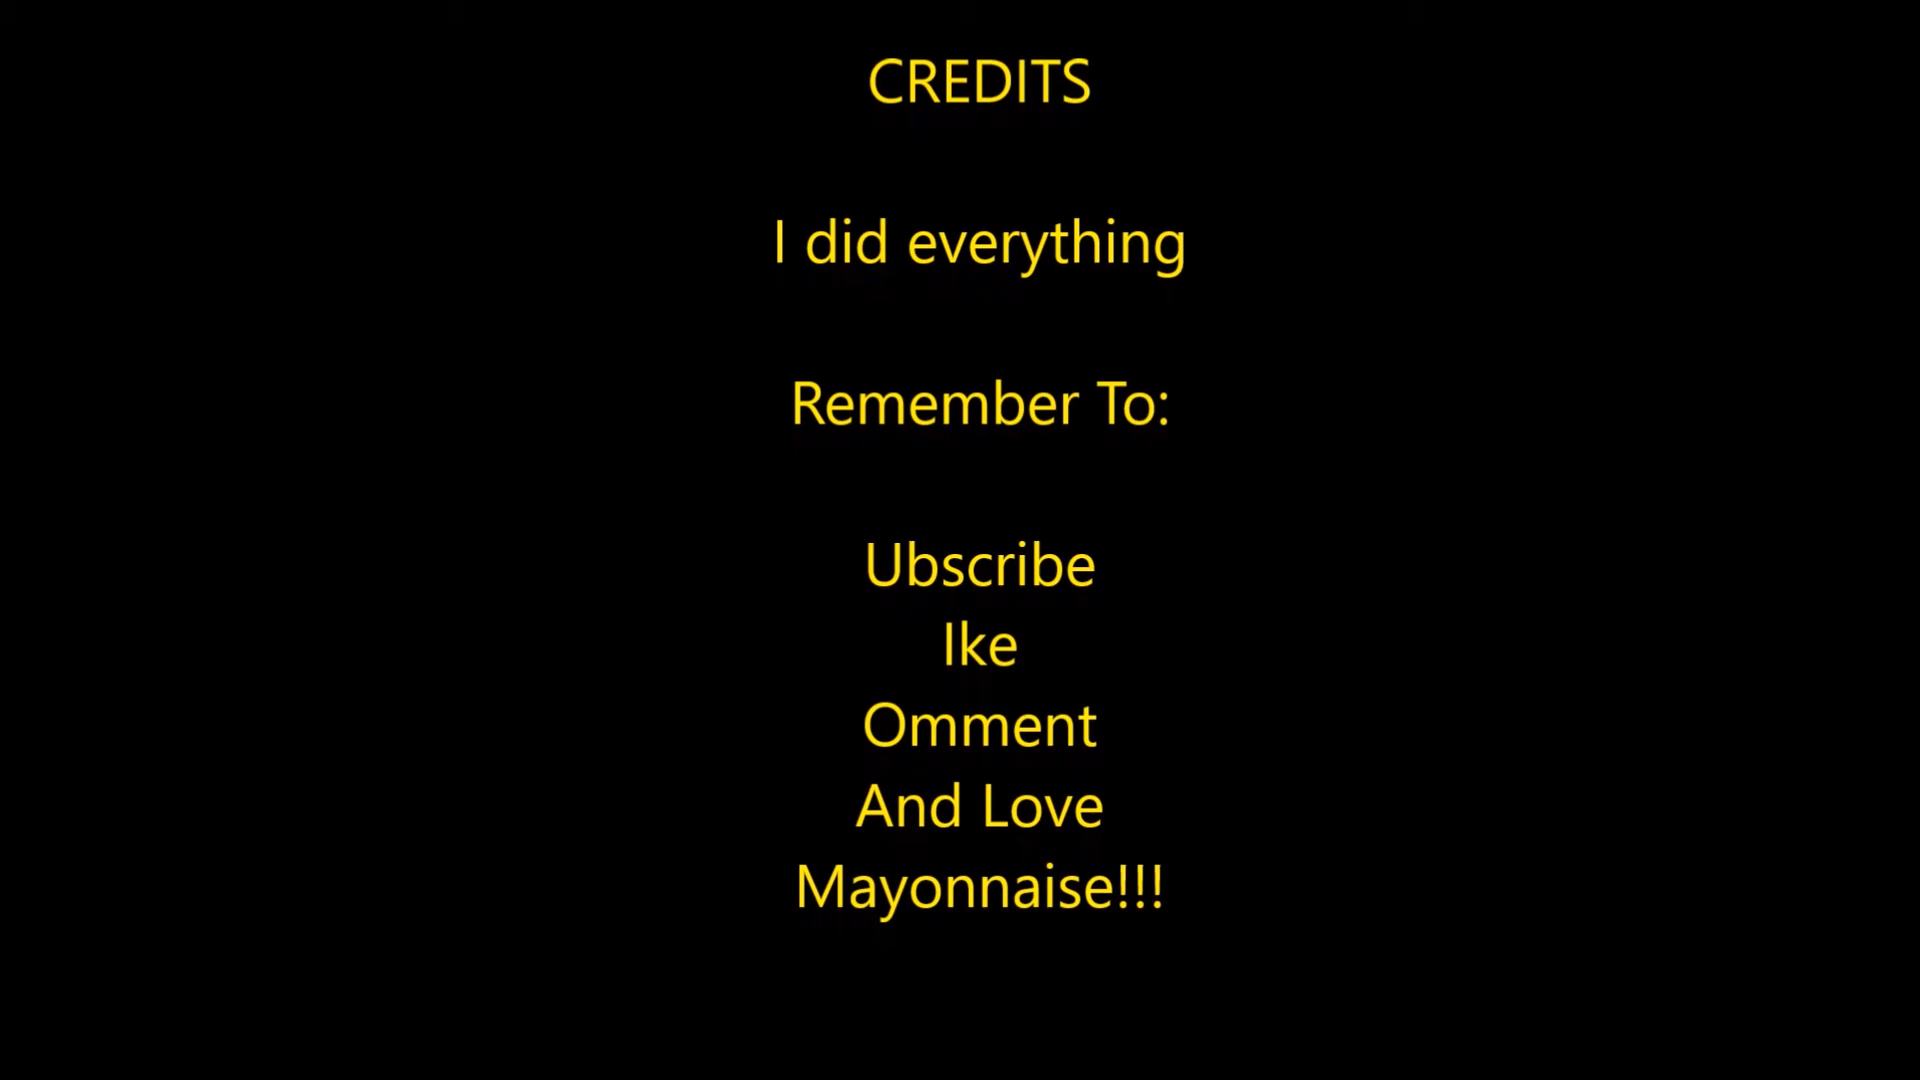 CREDITS
I did everything
Remember To:
Ubscribe
Ike
Omment
And Love
Mayonnaise!!!